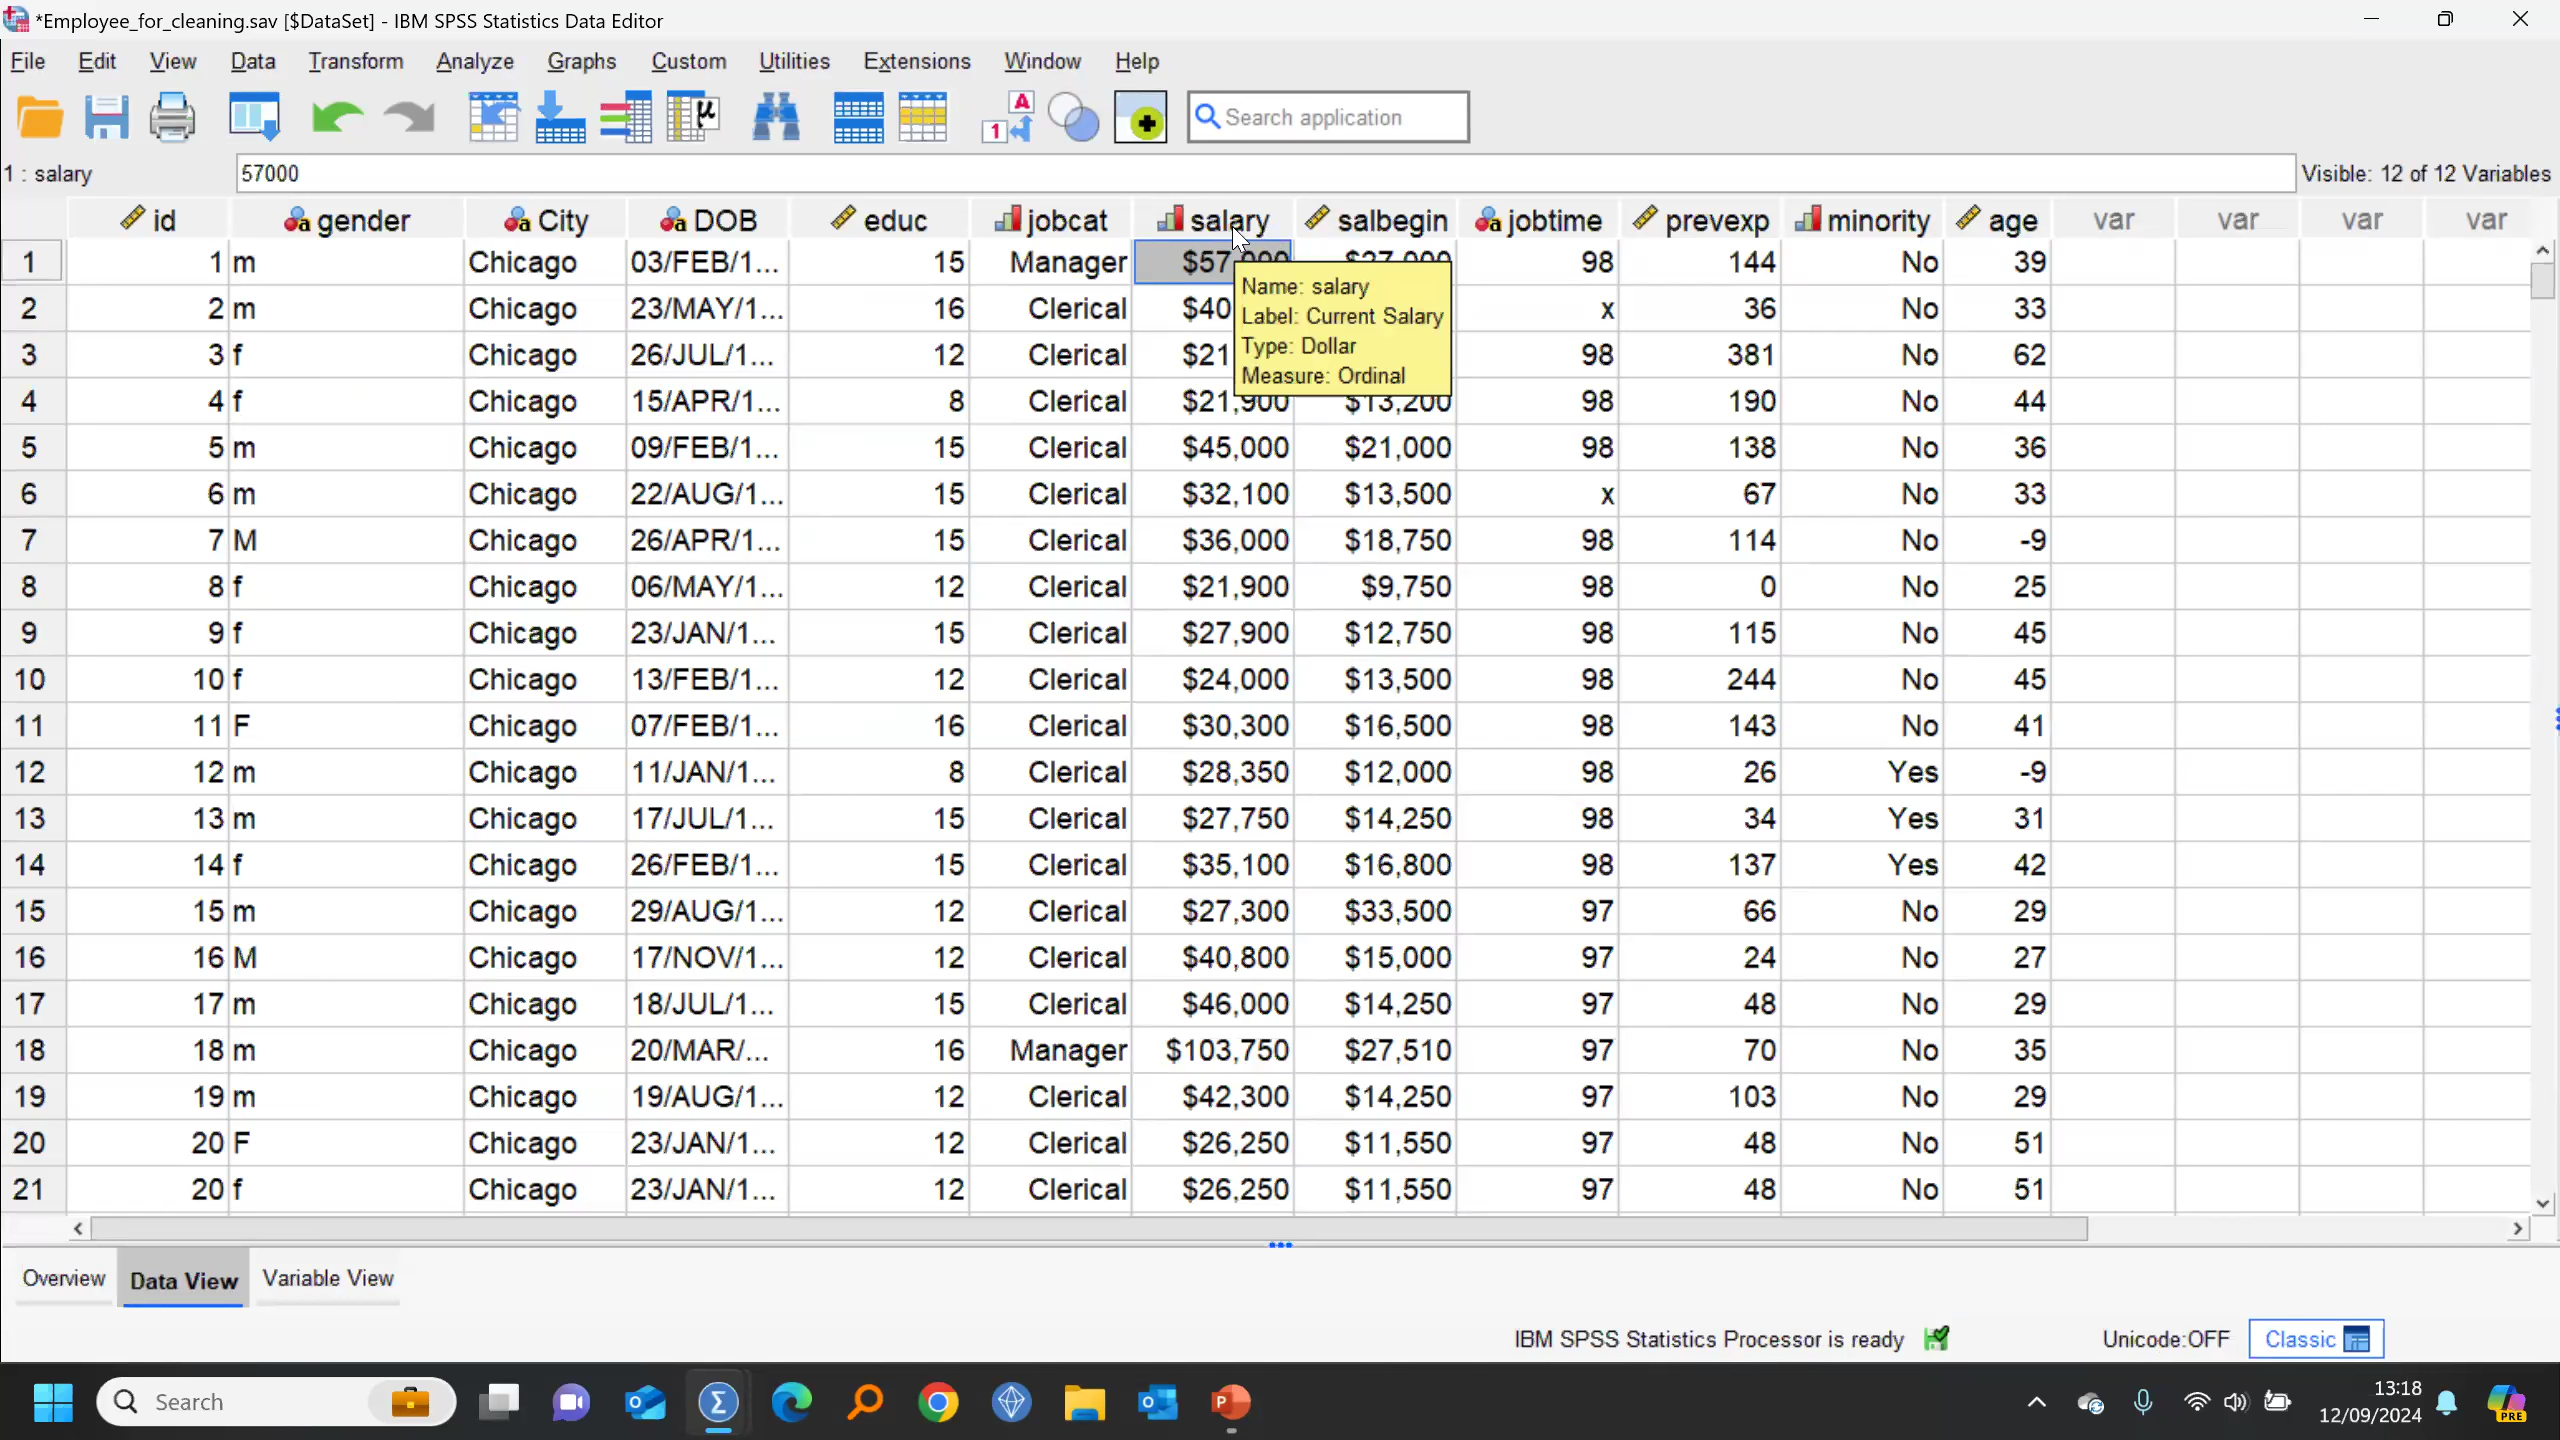 *Employee_for_cleaning.sav [$DataSet] - IBM SPSS Statistics Data Editor
File Edit View Data Transform Analyze Graphs Custom Utilities Extensions Window Help
Search application
1 : salary 57000 Visible: 12 of 12 Variables
id gender City DOB educ jobcat salary salbegin jobtime prevexp minority age var var var var
1 1 m Chicago 03/FEB/1... 15 Manager 98 144 No 39
Name: salary
Label: Current Salary
Type: Dollar
Measure: Ordinal
2 2 m Chicago 23/MAY/1... 16 Clerical $40 x 36 No 33
3 3 f Chicago 26/JUL/1... 12 Clerical $21 98 381 No 62
4 4 f Chicago 15/APR/1... 8 Clerical $21,900 $13,200 98 190 No 44
5 5 m Chicago 09/FEB/1... 15 Clerical $45,000 $21,000 98 138 No 36
6 6 m Chicago 22/AUG/1... 15 Clerical $32,100 $13,500 x 67 No 33
7 7 M Chicago 26/APR/1... 15 Clerical $36,000 $18,750 98 114 No -9
8 8 f Chicago 06/MAY/1... 12 Clerical $21,900 $9,750 98 0 No 25
9 9 f Chicago 23/JAN/1... 15 Clerical $27,900 $12,750 98 115 No 45
10 10 f Chicago 13/FEB/1... 12 Clerical $24,000 $13,500 98 244 No 45
11 11 F Chicago 07/FEB/1... 16 Clerical $30,300 $16,500 98 143 No 41
12 12 m Chicago 11/JAN/1... 8 Clerical $28,350 $12,000 98 26 Yes -9
13 13 m Chicago 17/JUL/1... 15 Clerical $27,750 $14,250 98 34 Yes 31
14 14 f Chicago 26/FEB/1... 15 Clerical $35,100 $16,800 98 137 Yes 42
15 15 m Chicago 29/AUG/1... 12 Clerical $27,300 $33,500 97 66 No 29
16 16 M Chicago 17/NOV/1... 12 Clerical $40,800 $15,000 97 24 No 27
17 17 m Chicago 18/JUL/1... 15 Clerical $46,000 $14,250 97 48 No 29
18 18 m Chicago 20/MAR/... 16 Manager $103,750 $27,510 97 70 No 35
19 19 m Chicago 19/AUG/1... 12 Clerical $42,300 $14,250 97 103 No 29
20 20 F Chicago 23/JAN/1... 12 Clerical $26,250 $11,550 97 48 No 51
21 20 f Chicago 23/JAN/1... 12 Clerical $26,250 $11,550 97 48 No 51
Overview Data View Variable View
IBM SPSS Statistics Processor is ready Unicode:OFF Classic
Search 13:18
12/09/2024
PRE